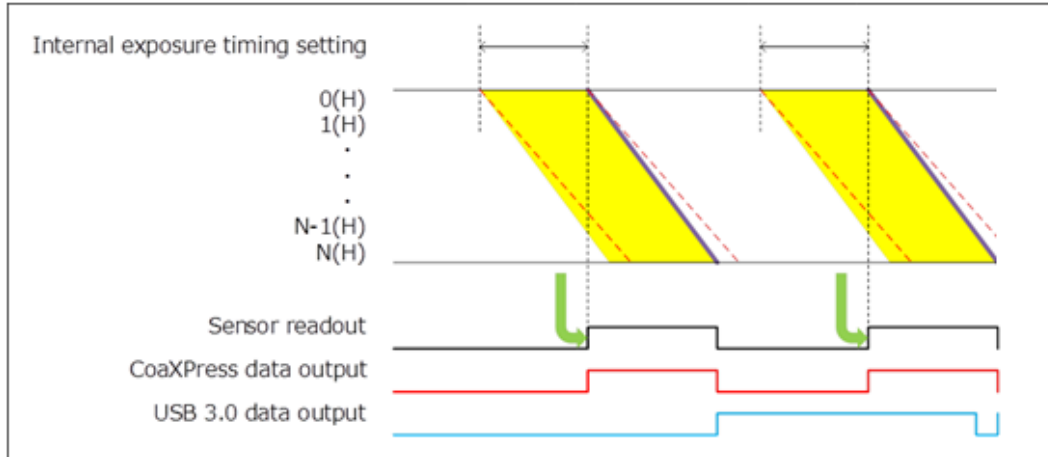 Internal exposure timing setting
0(H)
1(H)
.
.
.
N-1(H)
N(H)
Sensor readout
CoaXPress data output
USB 3.0 data output